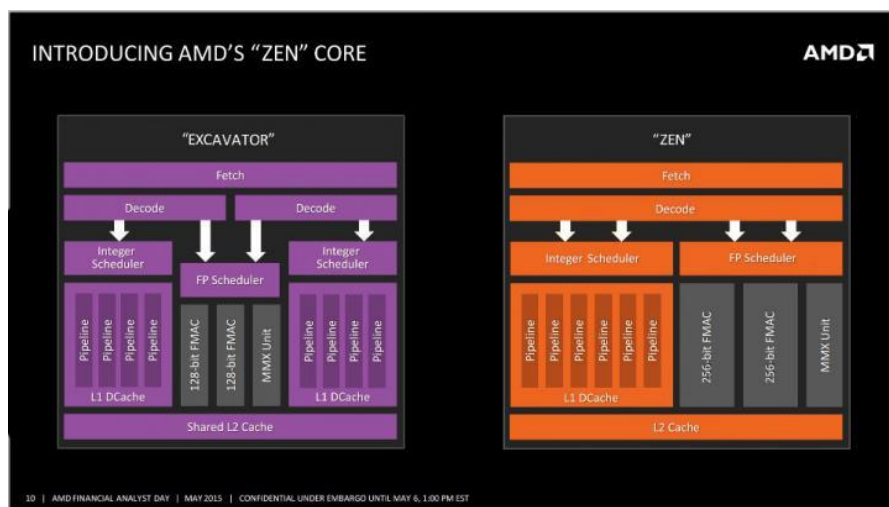 INTRODUCING AMD'S “ZEN” CORE
AMD
“EXCAVATOR”
Fetch
Decode
Decode
Integer
Scheduler
FP Scheduler
Integer
Scheduler
Pipeline
Pipeline
Pipeline
Pipeline
L1 DCache
128-bit FMAC
128-bit FMAC
MMX Unit
Pipeline
Pipeline
Pipeline
Pipeline
L1 DCache
Shared L2 Cache
“ZEN”
Fetch
Decode
Integer Scheduler
FP Scheduler
Pipeline
Pipeline
Pipeline
Pipeline
Pipeline
Pipeline
L1 DCache
256-bit FMAC
256-bit FMAC
MMX Unit
L2 Cache
10 | AMD FINANCIAL ANALYST DAY | MAY 2015 | CONFIDENTIAL UNDER EMBARGO UNTIL MAY 6, 1:00 PM EST